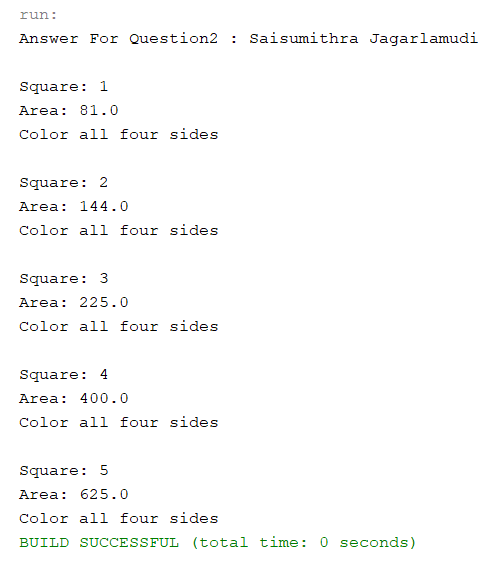 run:
Answer For Question2 : Saisumithra Jagarlamudi
Square: 1
Area: 81.0
Color all four sides
Square: 2
Area: 144.0
Color all four sides
Square: 3
Area: 225.0
Color all four sides
Square: 4
Area: 400.0
Color all four sides
Square: 5
Area: 625.0
Color all four sides
BUILD SUCCESSFUL (total time: 0 seconds)